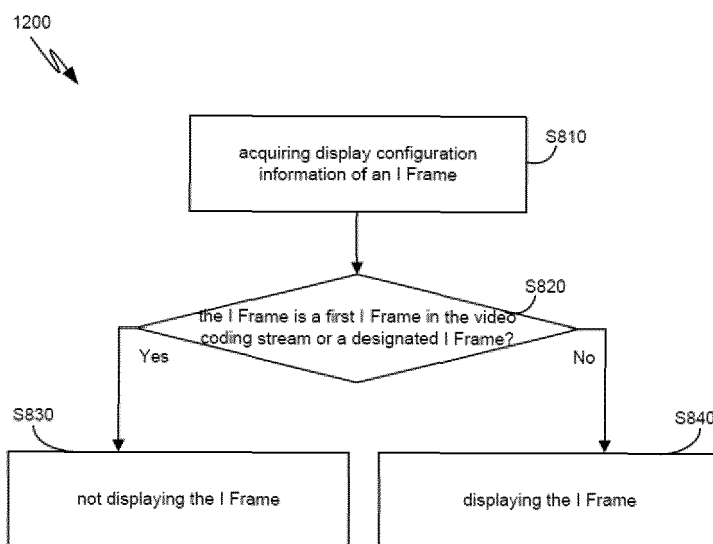 1200
acquiring display configuration
information of an I Frame
S810
S820
the I Frame is a first I Frame in the video
coding stream or a designated I Frame?
Yes
No
S830
S840
not displaying the I Frame
displaying the I Frame